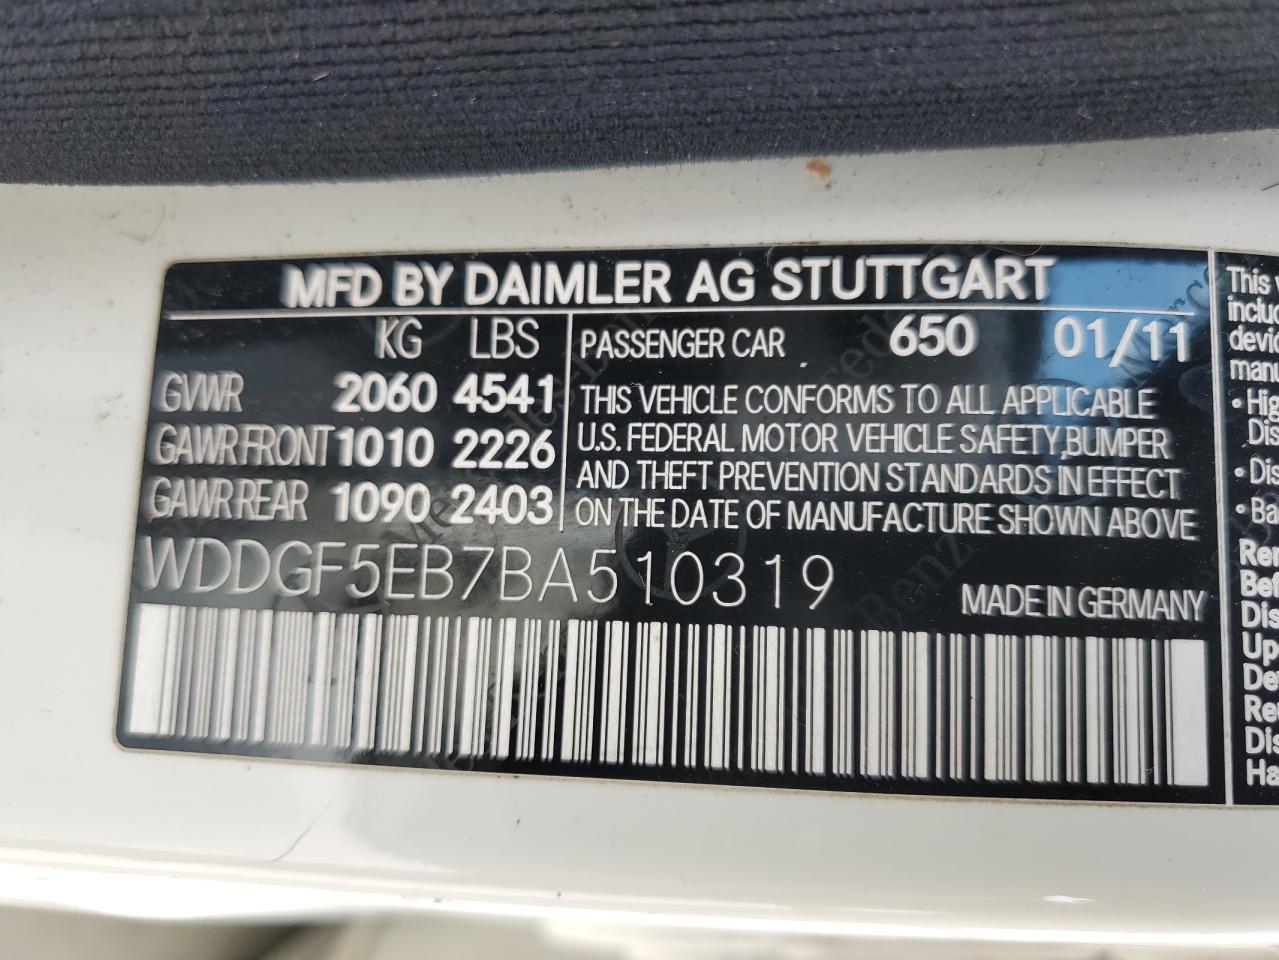 MFD BY DAIMLER AG STUTTGART
KG LBS
GVWR 2060 4541
GAWR FRONT 1010 2226
GAWR REAR 1090 2403
PASSENGER CAR 650 01/11
THIS VEHICLE CONFORMS TO ALL APPLICABLE
U.S. FEDERAL MOTOR VEHICLE SAFETY, BUMPER
AND THEFT PREVENTION STANDARDS IN EFFECT
ON THE DATE OF MANUFACTURE SHOWN ABOVE
WDDGF5EB7BA510319
MADE IN GERMANY
This